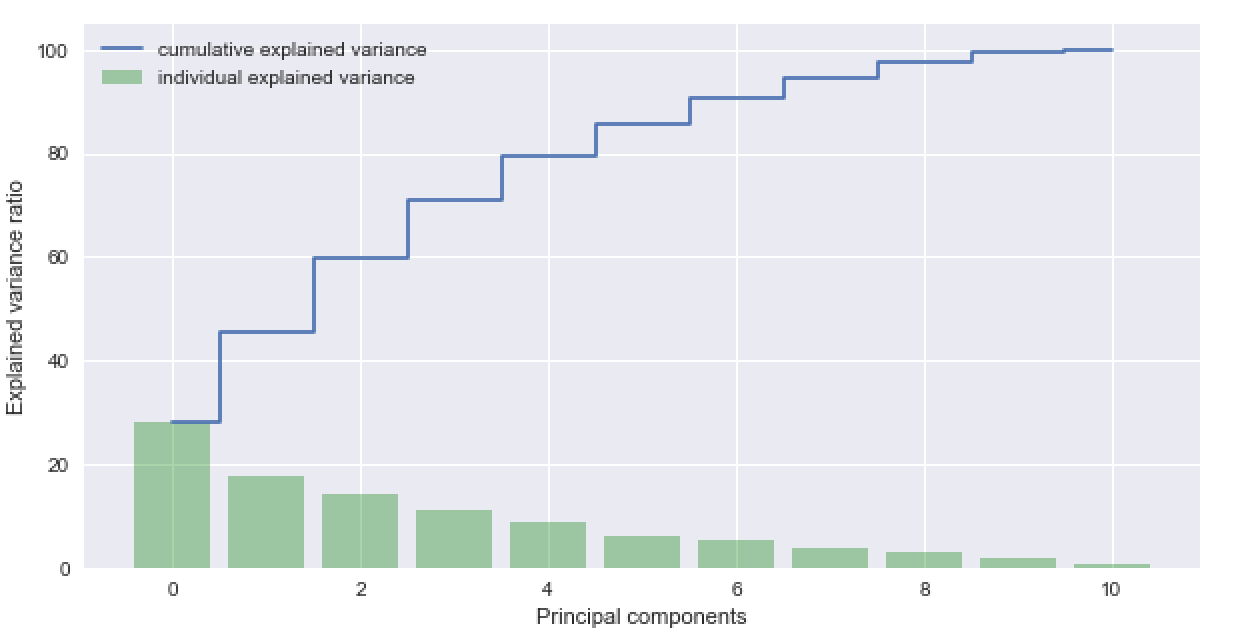 cumulative explained variance
individual explained variance
Explained variance ratio
100
80
60
40
20
0
0 2 4 6 8 10
Principal components